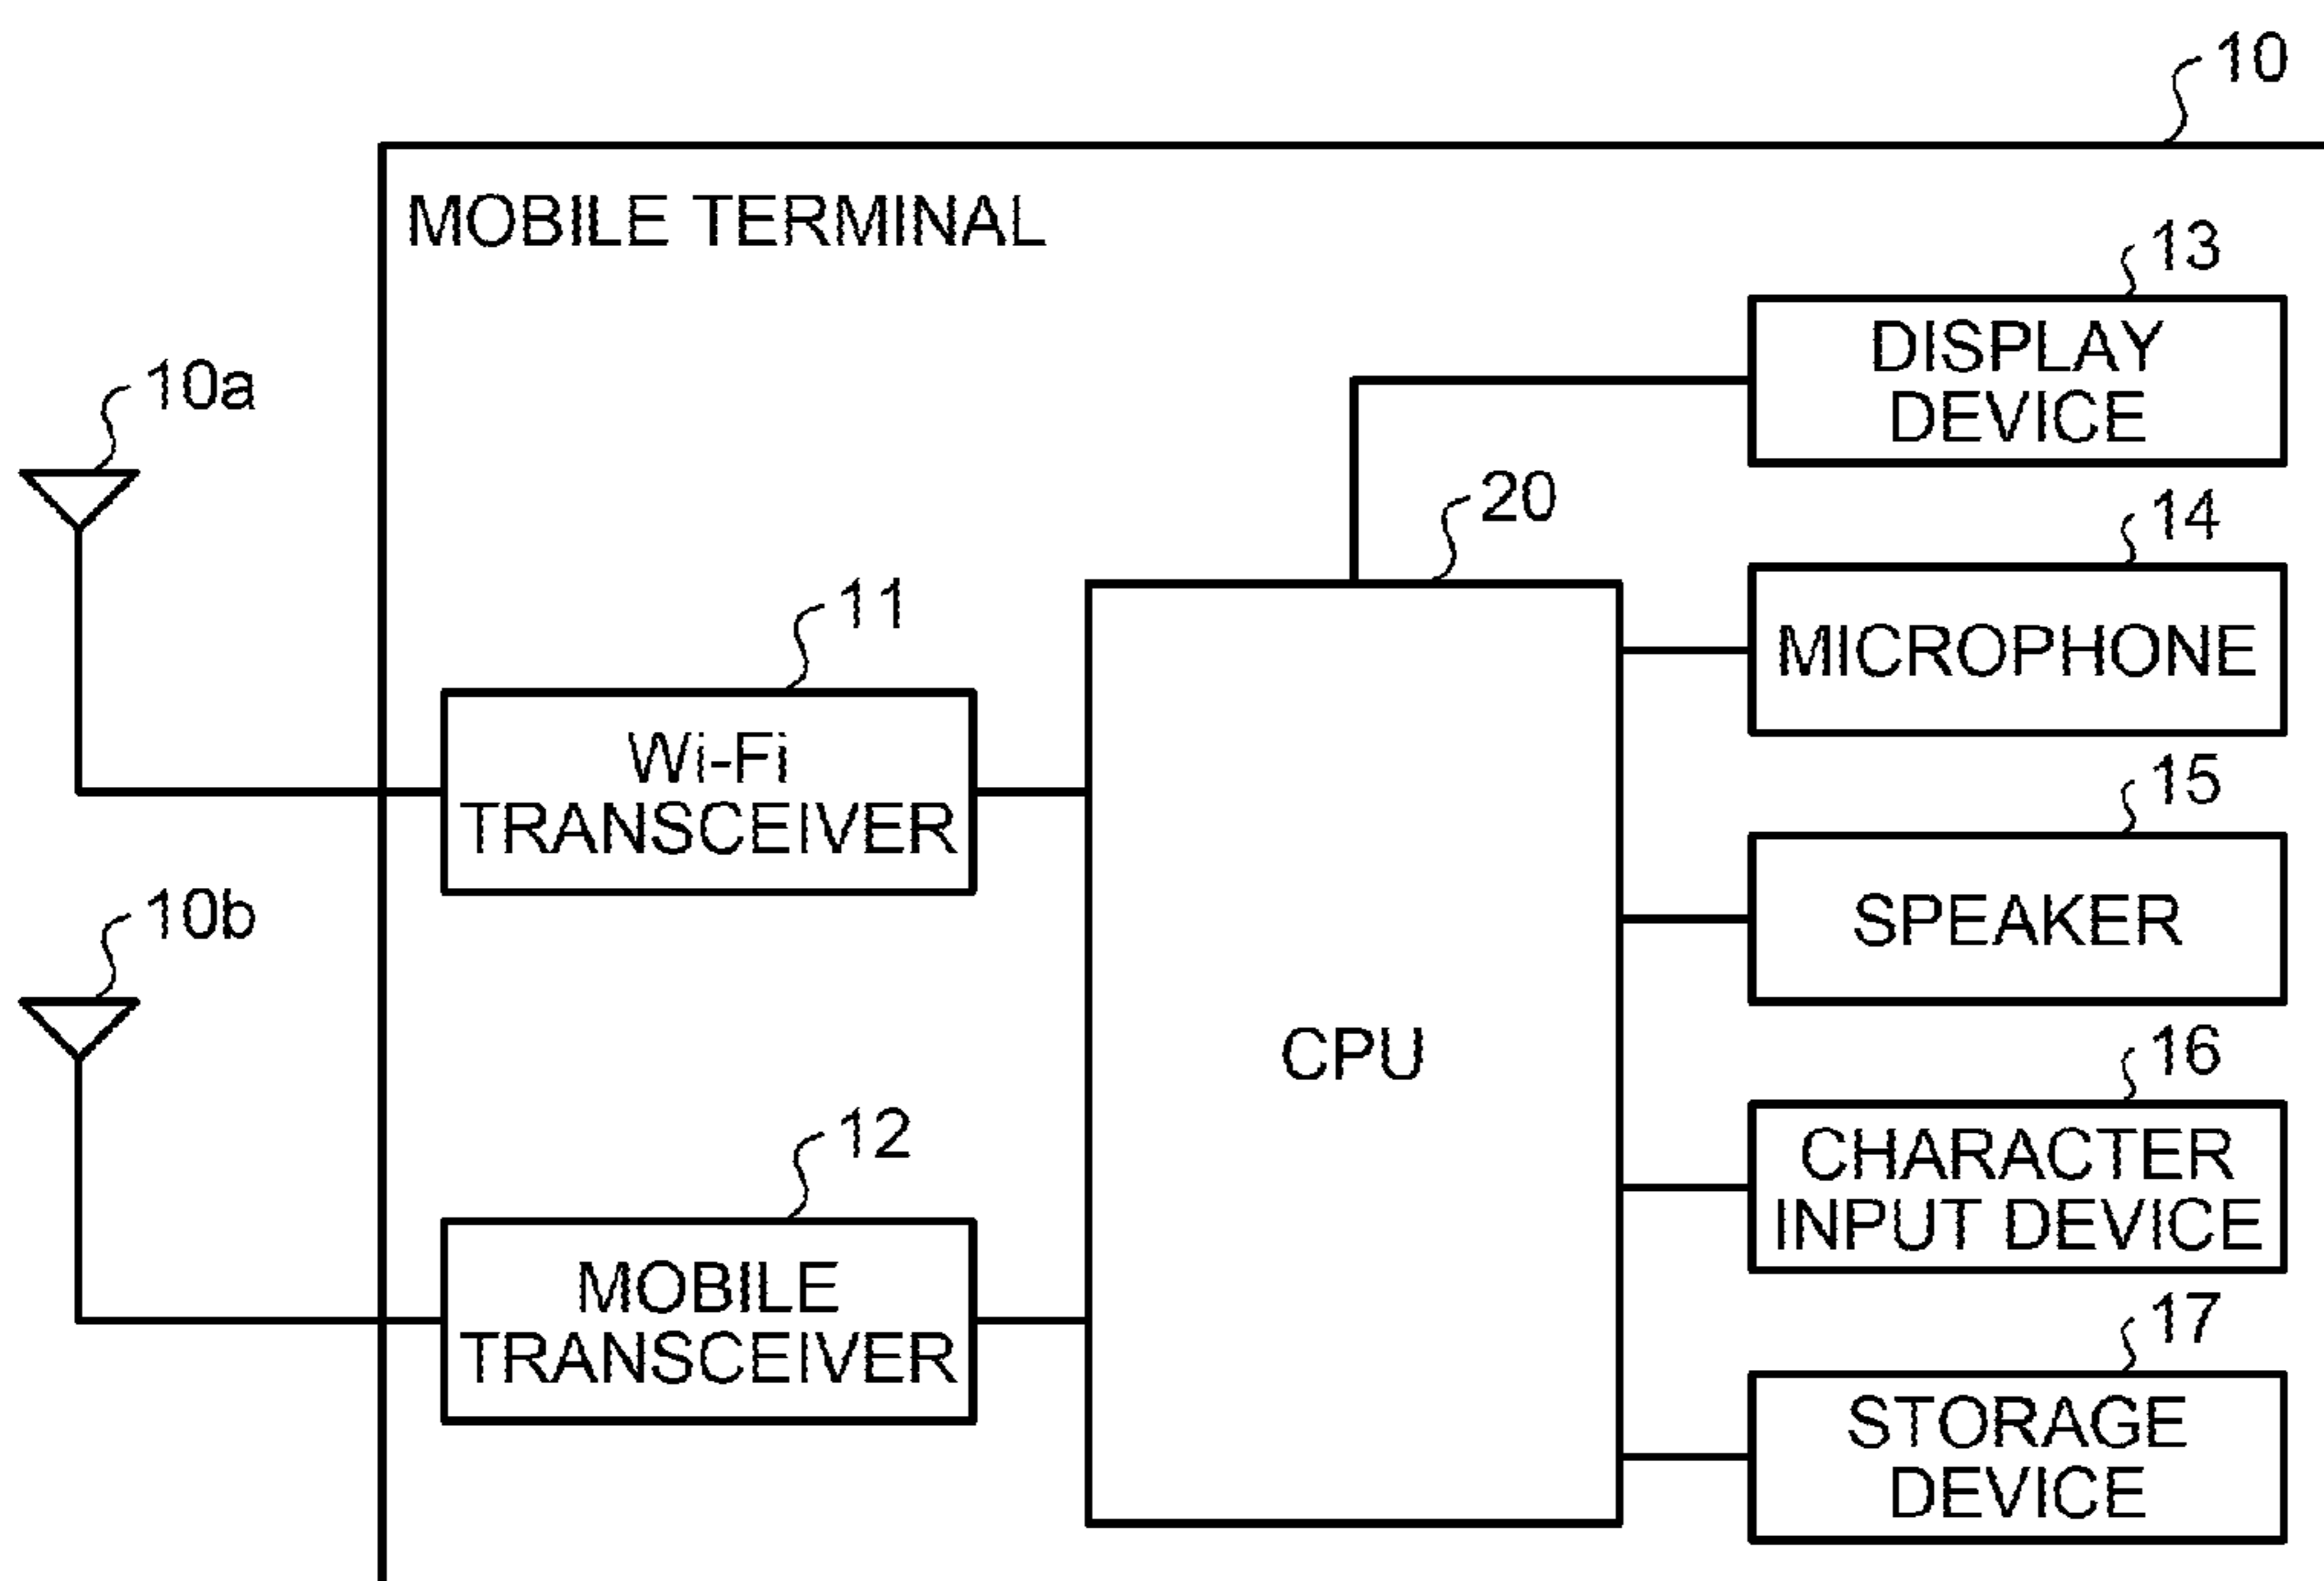 10
MOBILE TERMINAL
13
DISPLAY
DEVICE
10a
20
14
MICROPHONE
11
Wi-Fi
TRANSCEIVER
15
SPEAKER
10b
CPU
16
CHARACTER
INPUT DEVICE
12
MOBILE
TRANSCEIVER
17
STORAGE
DEVICE